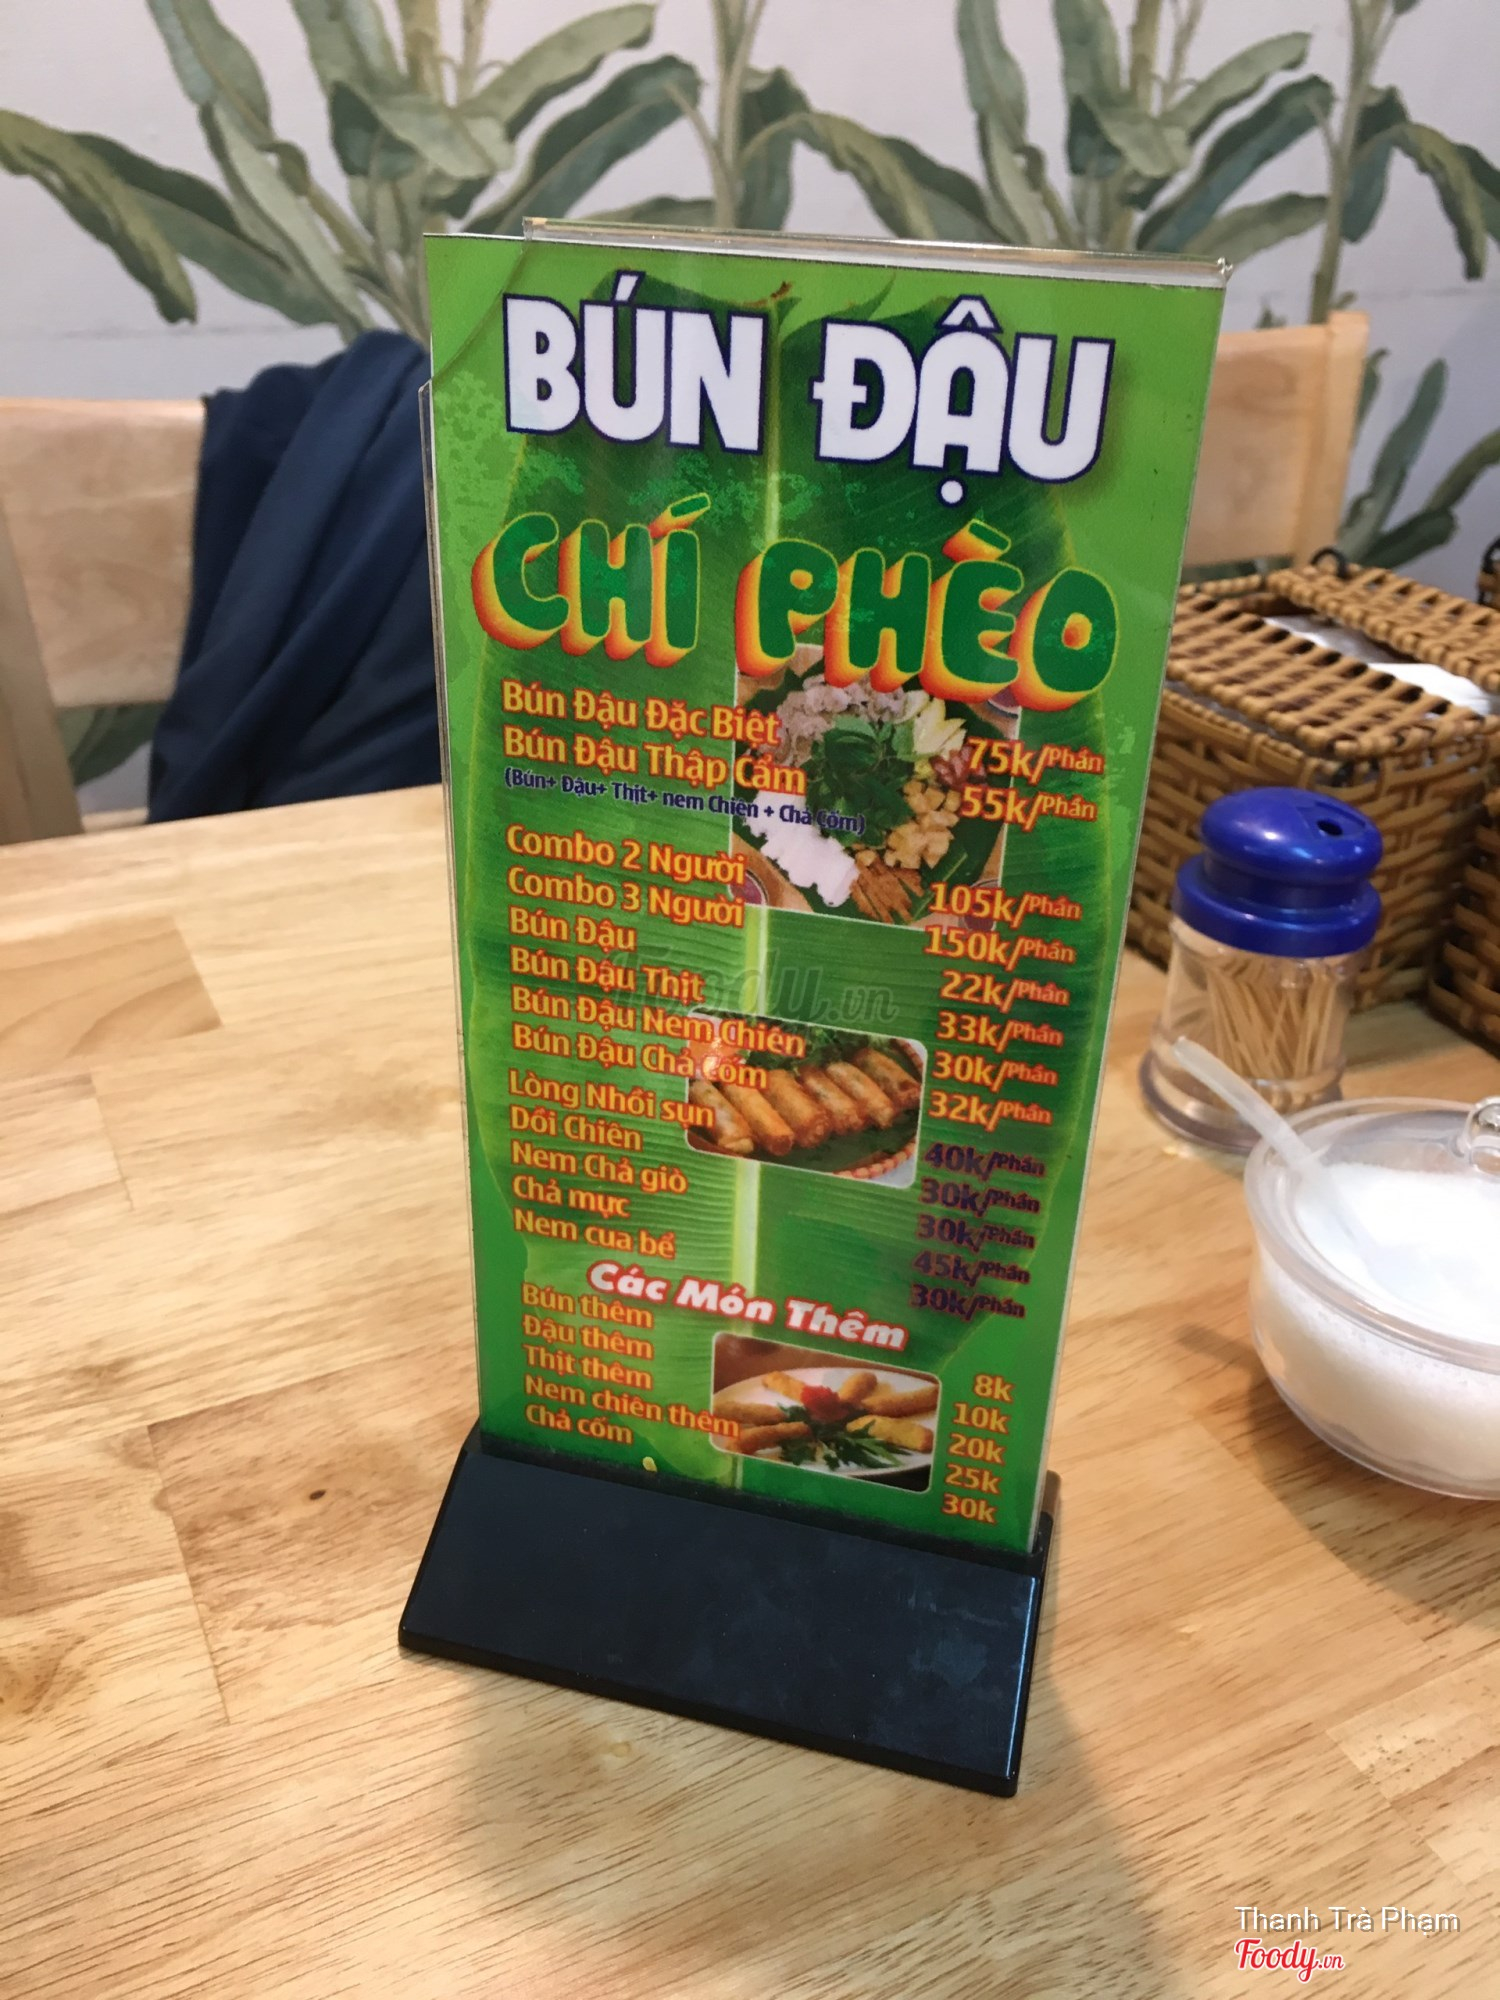 BÚN ĐẬU
CHÍ PHÈO
Bún Đậu Đặc Biệt 75k/Phần
Bún Đậu Thập Cẩm 55k/Phần
(Bún+ Đậu+ Thịt+ nem Chiên + Chả Cốm)
Combo 2 Người 105k/Phần
Combo 3 Người 150k/Phần
Bún Đậu 22k/Phần
Bún Đậu Thịt 33k/Phần
Bún Đậu Nem Chiên 30k/Phần
Bún Đậu Chả Cốm 32k/Phần
Lòng Nhồi sụn 40k/Phần
Dồi Chiên 30k/Phần
Nem Chả giò 30k/Phần
Chả mực 45k/Phần
Nem cua bể 30k/Phần
Các Món Thêm
Bún thêm 8k
Đậu thêm 10k
Thịt thêm 20k
Nem chiên thêm 25k
Chả cốm 30k
Foody.vn
Thanh Trà Phạm
Foody.vn